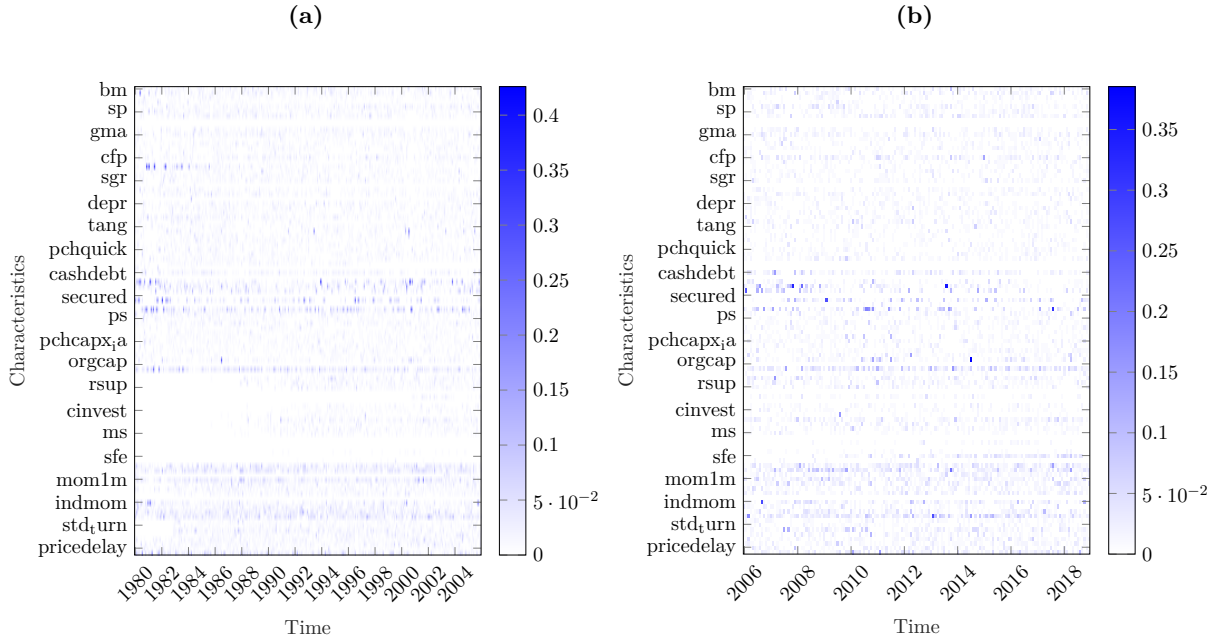 (a)
bm
sp
gma
cfp
sgr
depr
tang
pchquick
cashdebt
secured
ps
pchcapxᵢa
orgcap
rsup
cinvest
ms
sfe
mom1m
indmom
stdₜurn
pricedelay
Characteristics
1980
1982
1984
1986
1988
1990
1992
1994
1996
1998
2000
2002
2004
Time
0.4
0.35
0.3
0.25
0.2
0.15
0.1
5 · 10⁻²
0
(b)
bm
sp
gma
cfp
sgr
depr
tang
pchquick
cashdebt
secured
ps
pchcapxᵢa
orgcap
rsup
cinvest
ms
sfe
mom1m
indmom
stdₜurn
pricedelay
Characteristics
2006
2008
2010
2012
2014
2016
2018
Time
0.35
0.3
0.25
0.2
0.15
0.1
5 · 10⁻²
0